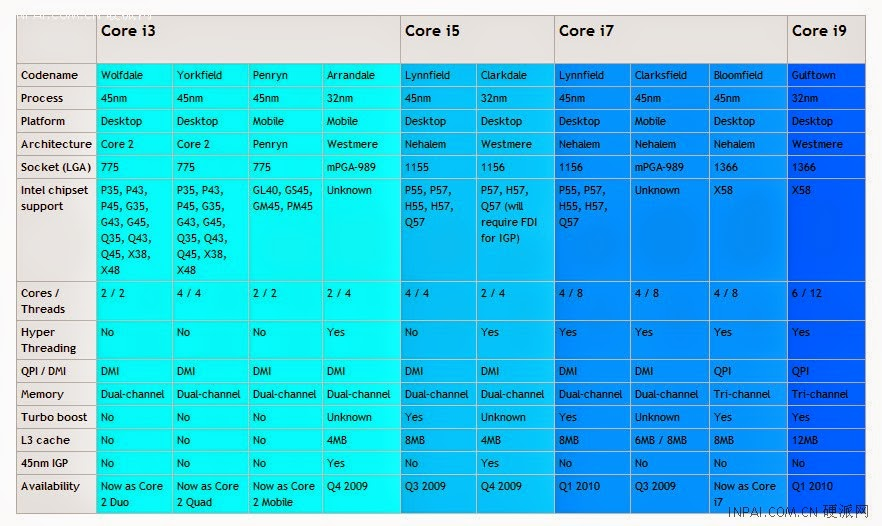 Core i3 Core i5 Core i7 Core i9
Codename Wolfdale Yorkfield Penryn Arrandale Lynnfield Clarkdale Lynnfield Clarksfield Bloomfield Gulftown
Process 45nm 45nm 45nm 32nm 45nm 32nm 45nm 45nm 45nm 32nm
Platform Desktop Desktop Mobile Mobile Desktop Desktop Desktop Mobile Desktop Desktop
Architecture Core 2 Core 2 Penryn Westmere Nehalem Westmere Nehalem Nehalem Nehalem Westmere
Socket (LGA) 775 775 775 mPGA-989 1155 1156 1156 mPGA-989 1366 1366
Intel chipset P35, P43, P35, P43, GL40, GS45, Unknown P55, P57, P57, H57, P55, P57, Unknown X58 X58
support P45, G35, P45, G35, GM45, PM45 H55, H57, Q57 (will H55, H57,
G43, G45, G43, G45, Q57 require FDI Q57
Q35, Q43, Q35, Q43, for IGP)
Q45, X38, Q45, X38,
X48 X48
Cores / 2 / 2 4 / 4 2 / 2 2 / 4 4 / 4 2 / 4 4 / 8 4 / 8 4 / 8 6 / 12
Threads
Hyper No No No Yes No Yes Yes Yes Yes Yes
Threading
QPI / DMI DMI DMI DMI DMI DMI DMI DMI DMI QPI QPI
Memory Dual-channel Dual-channel Dual-channel Dual-channel Dual-channel Dual-channel Dual-channel Dual-channel Tri-channel Tri-channel
Turbo boost No No No Unknown Yes Unknown Yes Unknown Yes Yes
L3 cache No No No 4MB 8MB 4MB 8MB 6MB / 8MB 8MB 12MB
45nm IGP No No No Yes No Yes No No No No
Availability Now as Core Now as Core Now as Core Q4 2009 Q3 2009 Q4 2009 Q1 2010 Q3 2009 Now as Core Q1 2010
2 Duo 2 Quad 2 Mobile i7
INPAI.COM.CN 硬派网